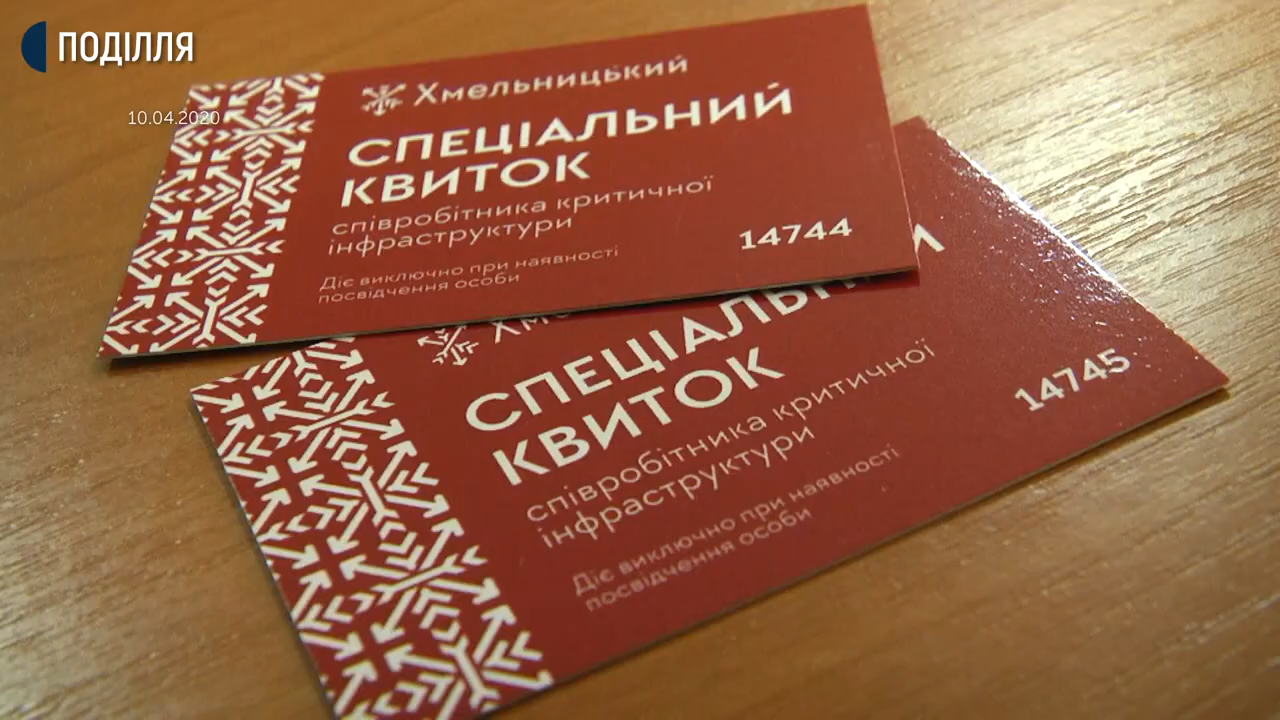 ПОДІЛЛЯ
10.04.2020
Хмельницький
СПЕЦІАЛЬНИЙ
КВИТОК
співробітника критичної
інфраструктури
14744
Діє виключно при наявності
посвідчення особи
СПЕЦІАЛЬНИЙ
КВИТОК
співробітника критичної
інфраструктури
14745
Діє виключно при наявності
посвідчення особи